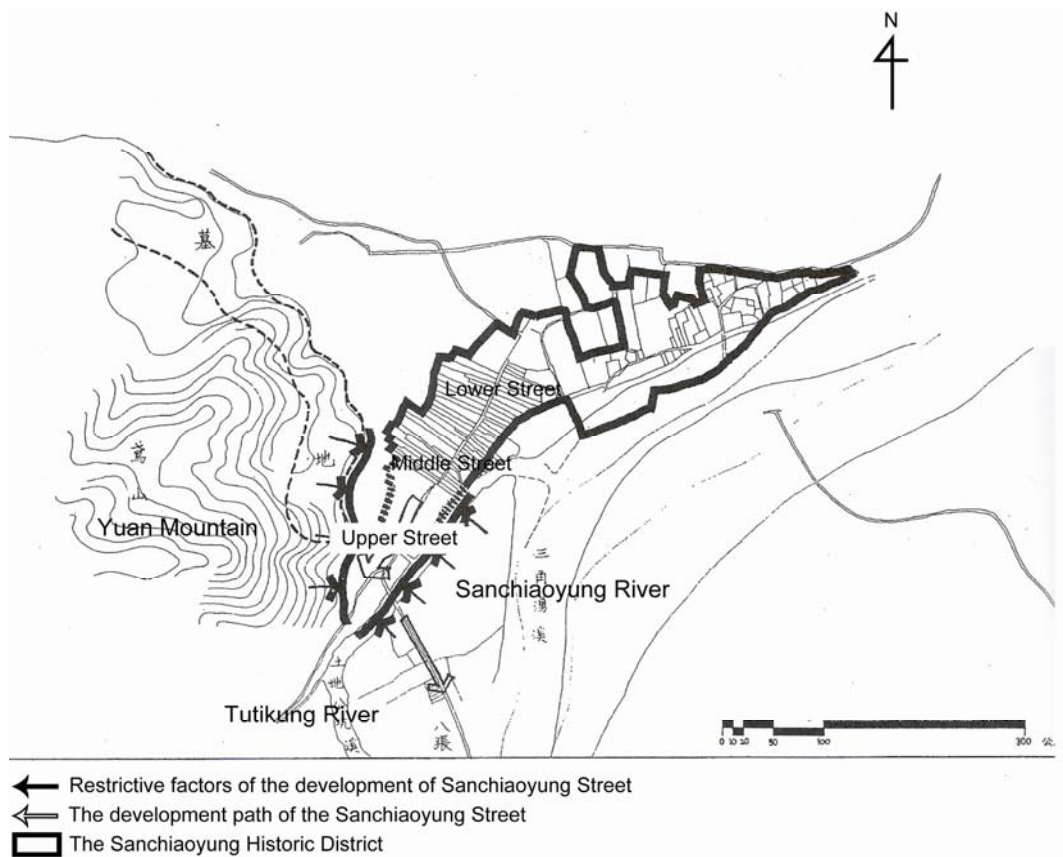 N
墓
Lower Street
Middle Street
地
鳶山
Yuan Mountain
Upper Street
Sanchiaoyung River
三角湧溪
Tutikung River
土地坑溪
八張
0 10 20 50 100 300 公
Restrictive factors of the development of Sanchiaoyung Street
The development path of the Sanchiaoyung Street
The Sanchiaoyung Historic District